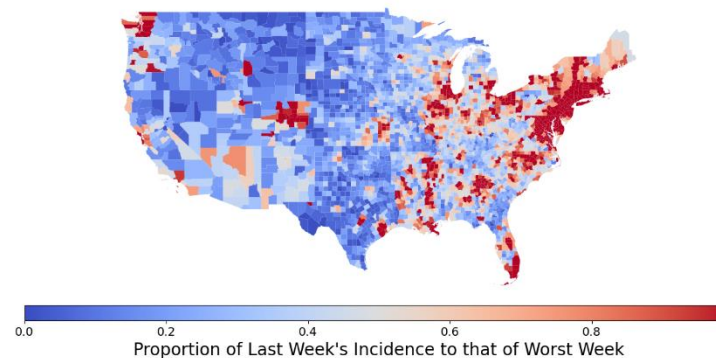 0.0 0.2 0.4 0.6 0.8
Proportion of Last Week's Incidence to that of Worst Week